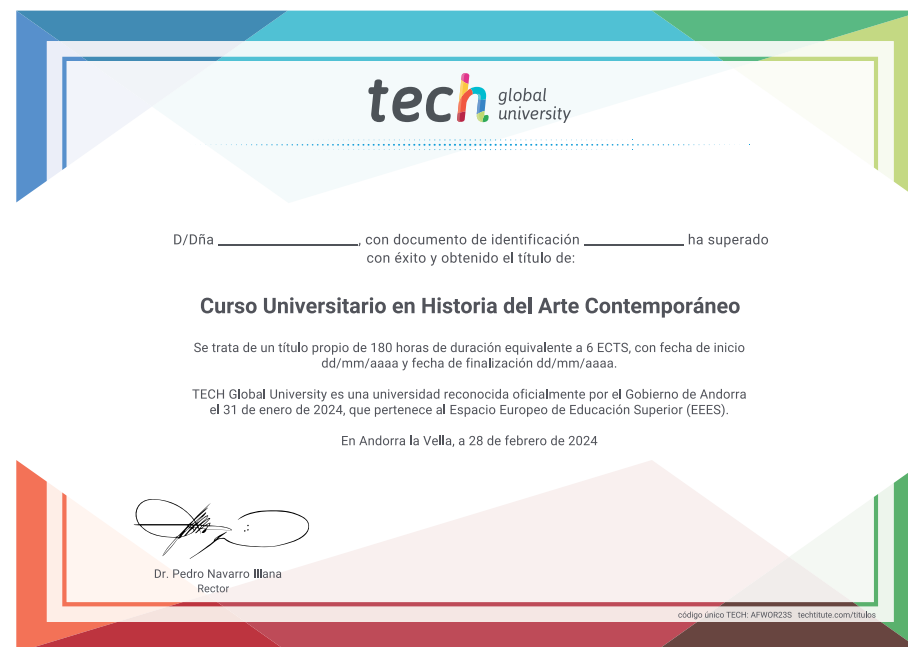 tech global
university
D/Dña ____________, con documento de identificación ____________ ha superado
con éxito y obtenido el título de:
Curso Universitario en Historia del Arte Contemporáneo
Se trata de un título propio de 180 horas de duración equivalente a 6 ECTS, con fecha de inicio
dd/mm/aaaa y fecha de finalización dd/mm/aaaa.
TECH Global University es una universidad reconocida oficialmente por el Gobierno de Andorra
el 31 de enero de 2024, que pertenece al Espacio Europeo de Educación Superior (EEES).
En Andorra la Vella, a 28 de febrero de 2024
Dr. Pedro Navarro Illana
Rector
código único TECH: AFWOR23S techtitute.com/titulos